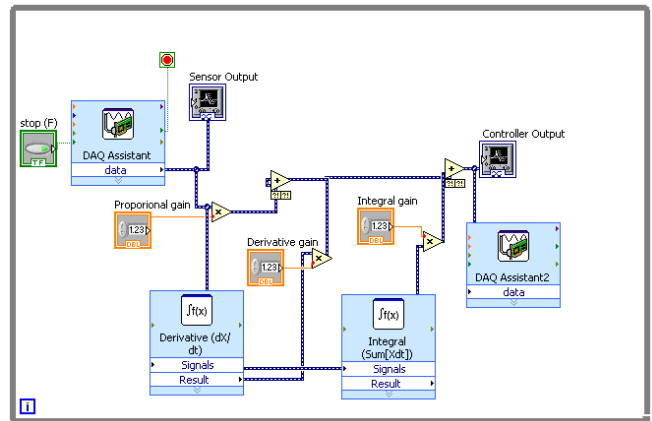 Sensor Output
stop (F)
TF
DAQ Assistant
data
Controller Output
Proporional gain
1.23
DBL
Integral gain
1.23
DBL
Derivative gain
1.23
DBL
DAQ Assistant2
data
∫f(x)
Derivative (dX/
dt)
Signals
Result
∫f(x)
Integral
(Sum[Xdt])
Signals
Result
i